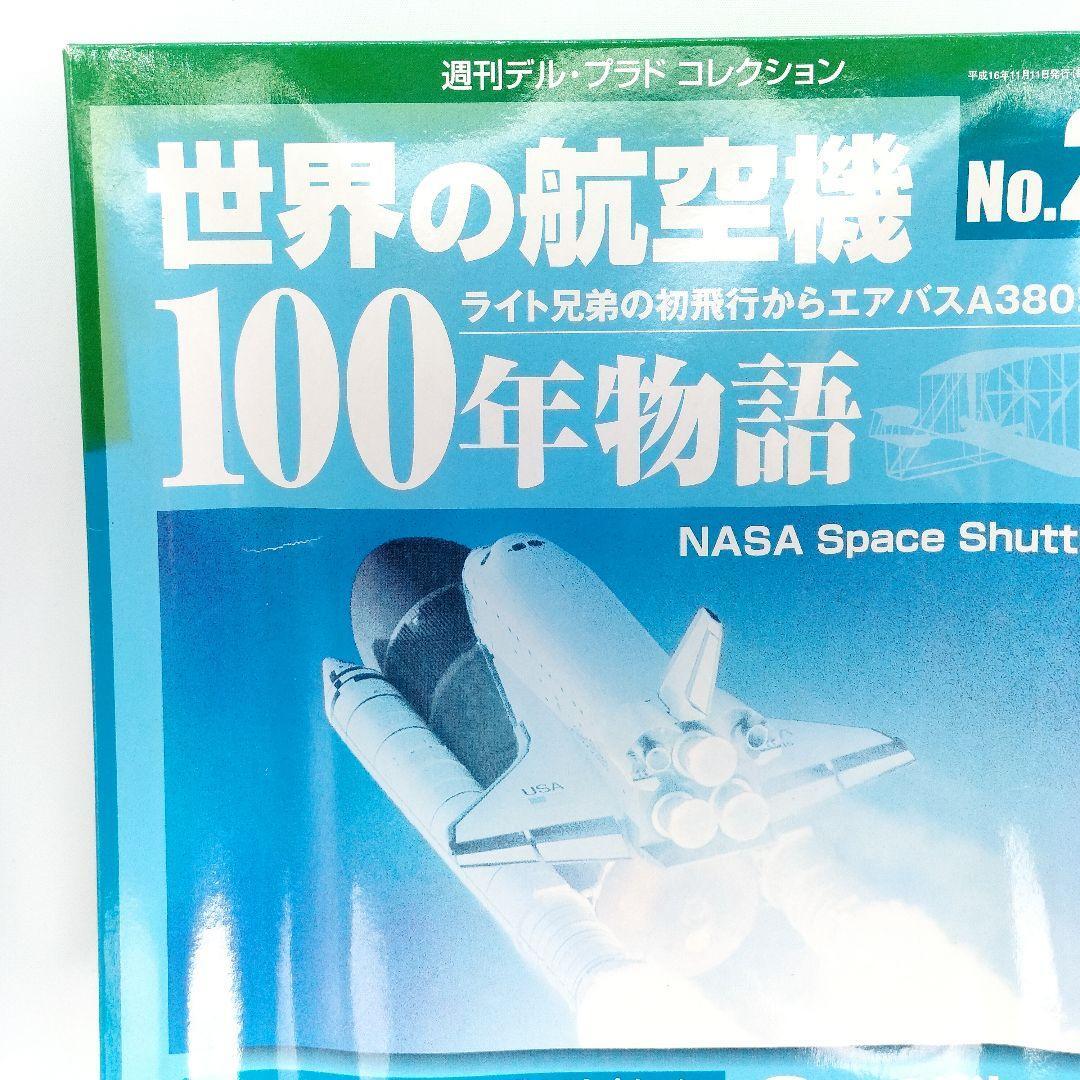 週刊デル・プラド コレクション
平成16年11月11日発行
世界の航空機
No.2
ライト兄弟の初飛行からエアバスA380
100年物語
NASA Space Shutt
USA